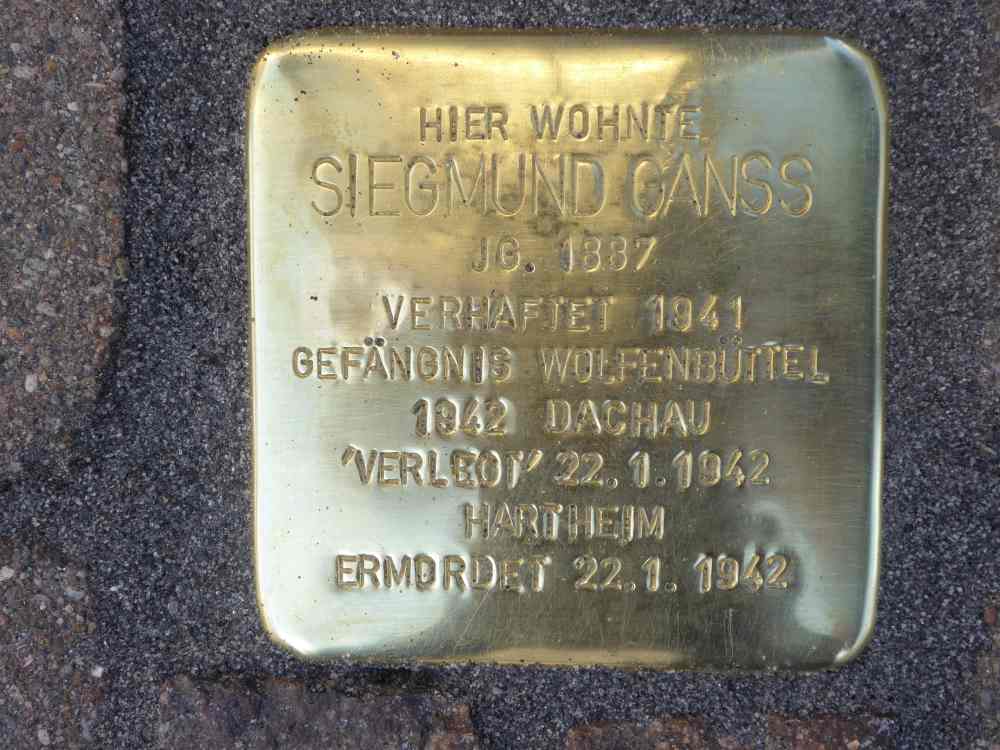 HIER WOHNTE
SIEGMUND GANSS
JG. 1887
VERHAFTET 1941
GEFÄNGNIS WOLFENBÜTTEL
1942 DACHAU
'VERLEGT' 22.1.1942
HARTHEIM
ERMORDET 22.1.1942